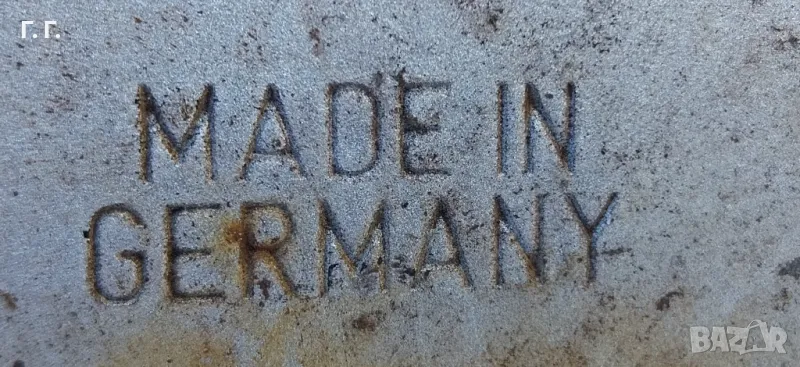 г. г.
MADE IN
GERMANY
BAZAR